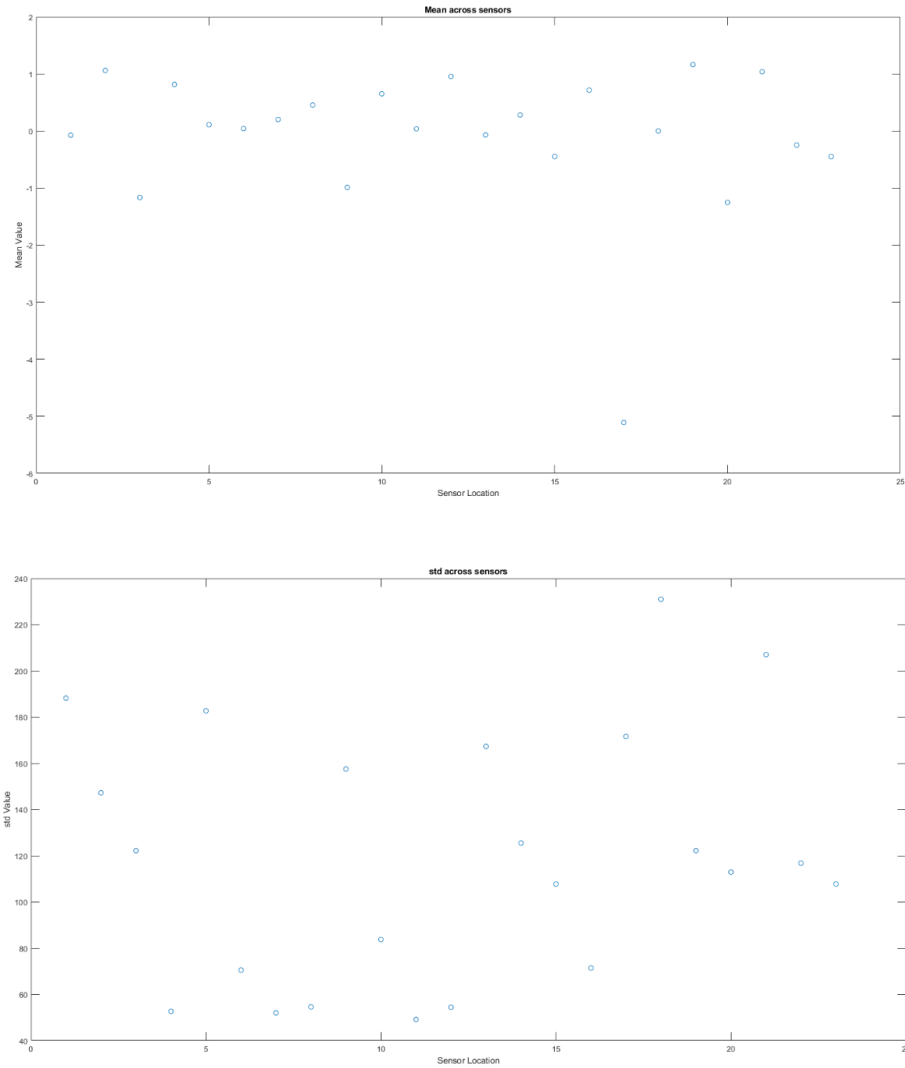 Mean across sensors
2
1
0
-1
-2
-3
-4
-5
-6
Mean Value
0 5 10 15 20 25
Sensor Location
std across sensors
240
220
200
180
160
140
120
100
80
60
40
std Value
0 5 10 15 20 2
Sensor Location